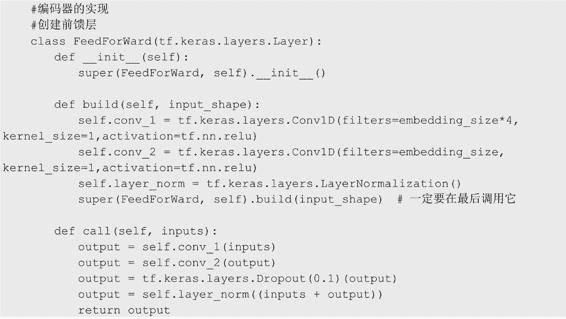 #编码器的实现
#创建前馈层
class FeedForWard(tf.keras.layers.Layer):
    def __init__(self):
        super(FeedForWard, self).__init__()

    def build(self, input_shape):
        self.conv_1 = tf.keras.layers.Conv1D(filters=embedding_size*4,
kernel_size=1,activation=tf.nn.relu)
        self.conv_2 = tf.keras.layers.Conv1D(filters=embedding_size,
kernel_size=1,activation=tf.nn.relu)
        self.layer_norm = tf.keras.layers.LayerNormalization()
        super(FeedForWard, self).build(input_shape)  # 一定要在最后调用它

    def call(self, inputs):
        output = self.conv_1(inputs)
        output = self.conv_2(output)
        output = tf.keras.layers.Dropout(0.1)(output)
        output = self.layer_norm((inputs + output))
        return output